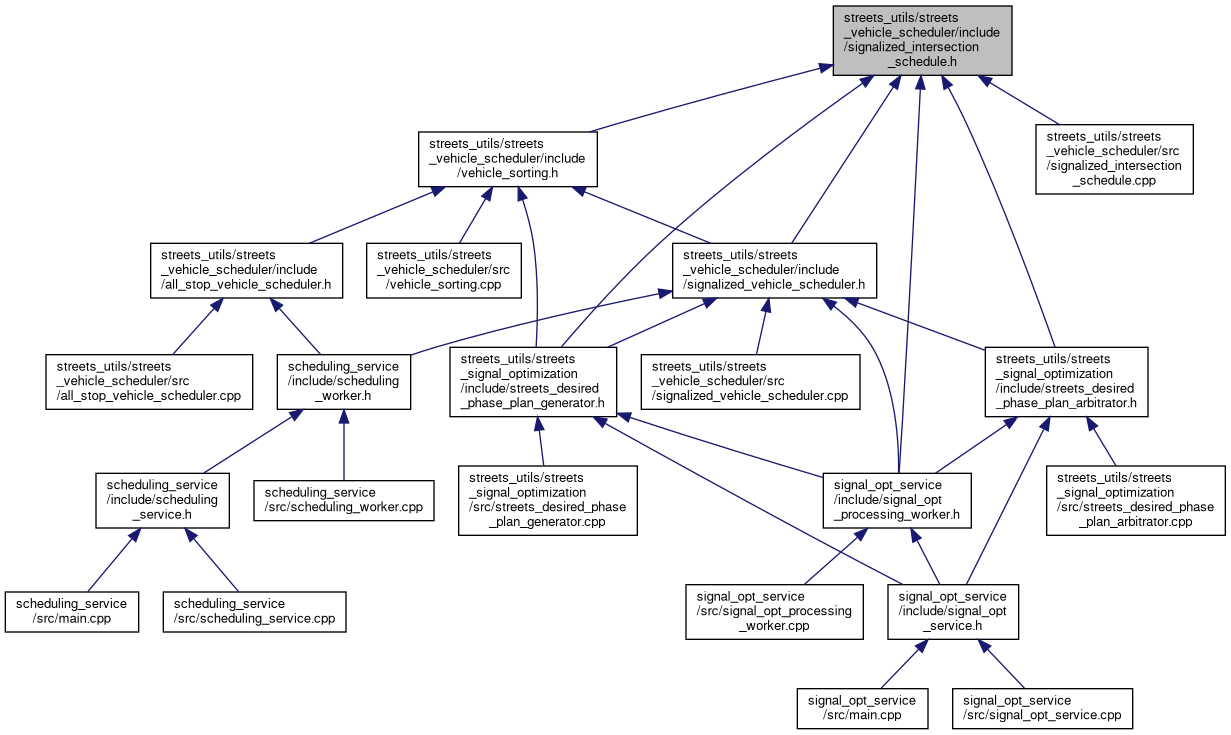 streets_utils/streets
_vehicle_scheduler/include
/signalized_intersection
_schedule.h
streets_utils/streets
_vehicle_scheduler/include
/vehicle_sorting.h
streets_utils/streets
_vehicle_scheduler/src
/signalized_intersection
_schedule.cpp
streets_utils/streets
_vehicle_scheduler/include
/all_stop_vehicle_scheduler.h
streets_utils/streets
_vehicle_scheduler/src
/vehicle_sorting.cpp
streets_utils/streets
_vehicle_scheduler/include
/signalized_vehicle_scheduler.h
streets_utils/streets
_vehicle_scheduler/src
/all_stop_vehicle_scheduler.cpp
scheduling_service
/include/scheduling
_worker.h
streets_utils/streets
_signal_optimization
/include/streets_desired
_phase_plan_generator.h
streets_utils/streets
_vehicle_scheduler/src
/signalized_vehicle_scheduler.cpp
streets_utils/streets
_signal_optimization
/include/streets_desired
_phase_plan_arbitrator.h
scheduling_service
/include/scheduling
_service.h
scheduling_service
/src/scheduling_worker.cpp
streets_utils/streets
_signal_optimization
/src/streets_desired_phase
_plan_generator.cpp
signal_opt_service
/include/signal_opt
_processing_worker.h
streets_utils/streets
_signal_optimization
/src/streets_desired_phase
_plan_arbitrator.cpp
scheduling_service
/src/main.cpp
scheduling_service
/src/scheduling_service.cpp
signal_opt_service
/src/signal_opt_processing
_worker.cpp
signal_opt_service
/include/signal_opt
_service.h
signal_opt_service
/src/main.cpp
signal_opt_service
/src/signal_opt_service.cpp